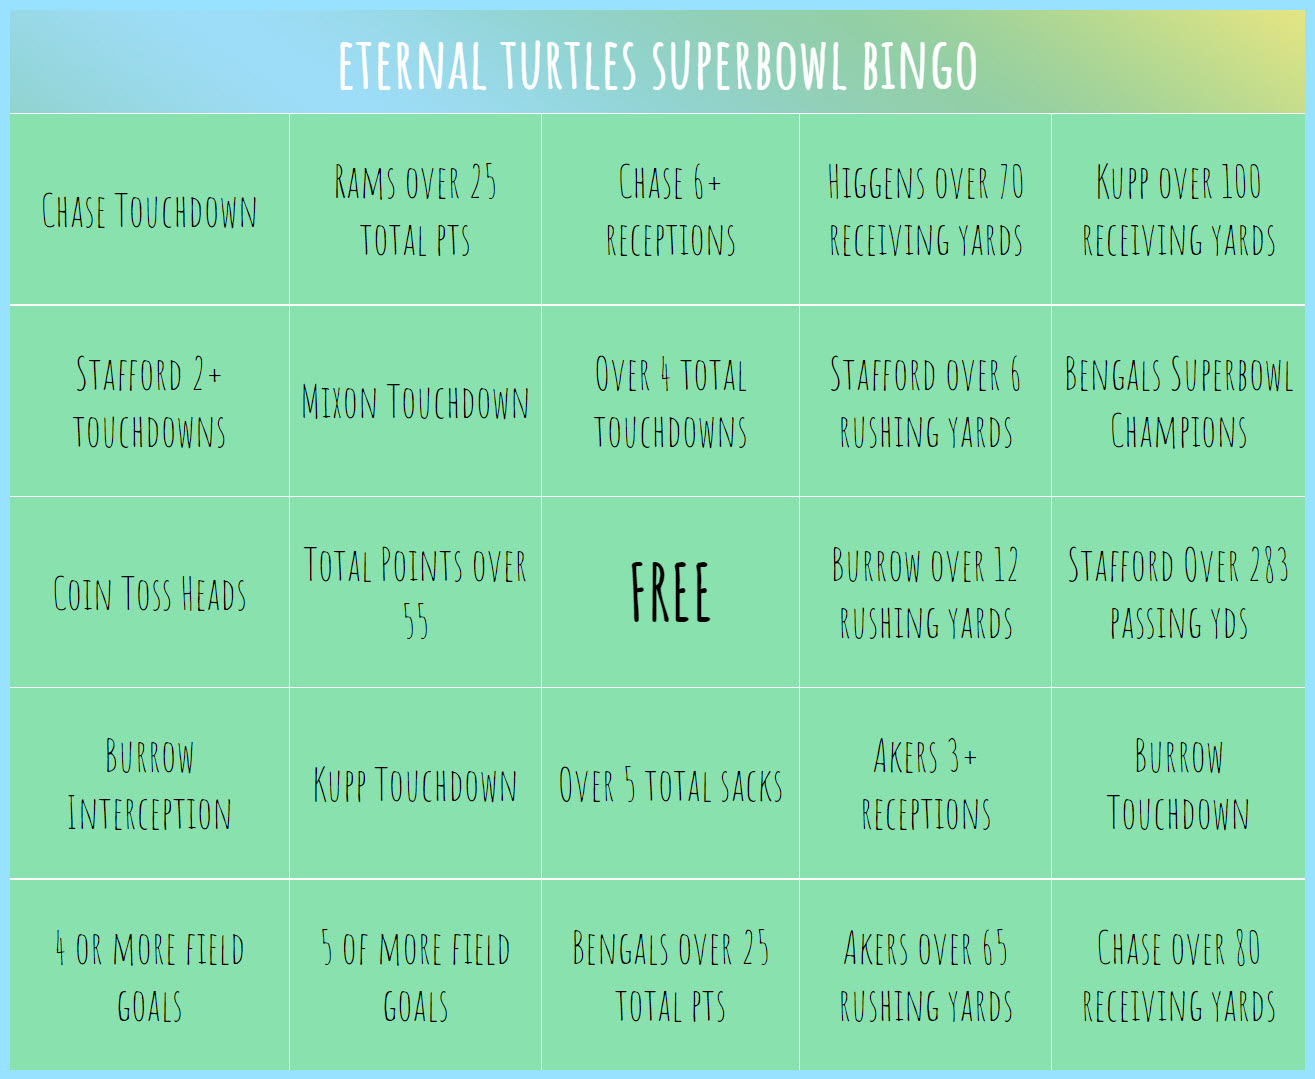 Eternal Turtles Superbowl Bingo
Chase Touchdown
Rams over 25
total pts
Chase 6+
receptions
Higgens over 70
receiving yards
Kupp over 100
receiving yards
Stafford 2+
touchdowns
Mixon Touchdown
Over 4 total
touchdowns
Stafford over 6
rushing yards
Bengals Superbowl
Champions
Coin Toss Heads
Total Points over
55
FREE
Burrow over 12
rushing yards
Stafford Over 283
passing yds
Burrow
Interception
Kupp Touchdown
Over 5 total sacks
Akers 3+
receptions
Burrow
Touchdown
4 or more field
goals
5 of more field
goals
Bengals over 25
total pts
Akers over 65
rushing yards
Chase over 80
receiving yards